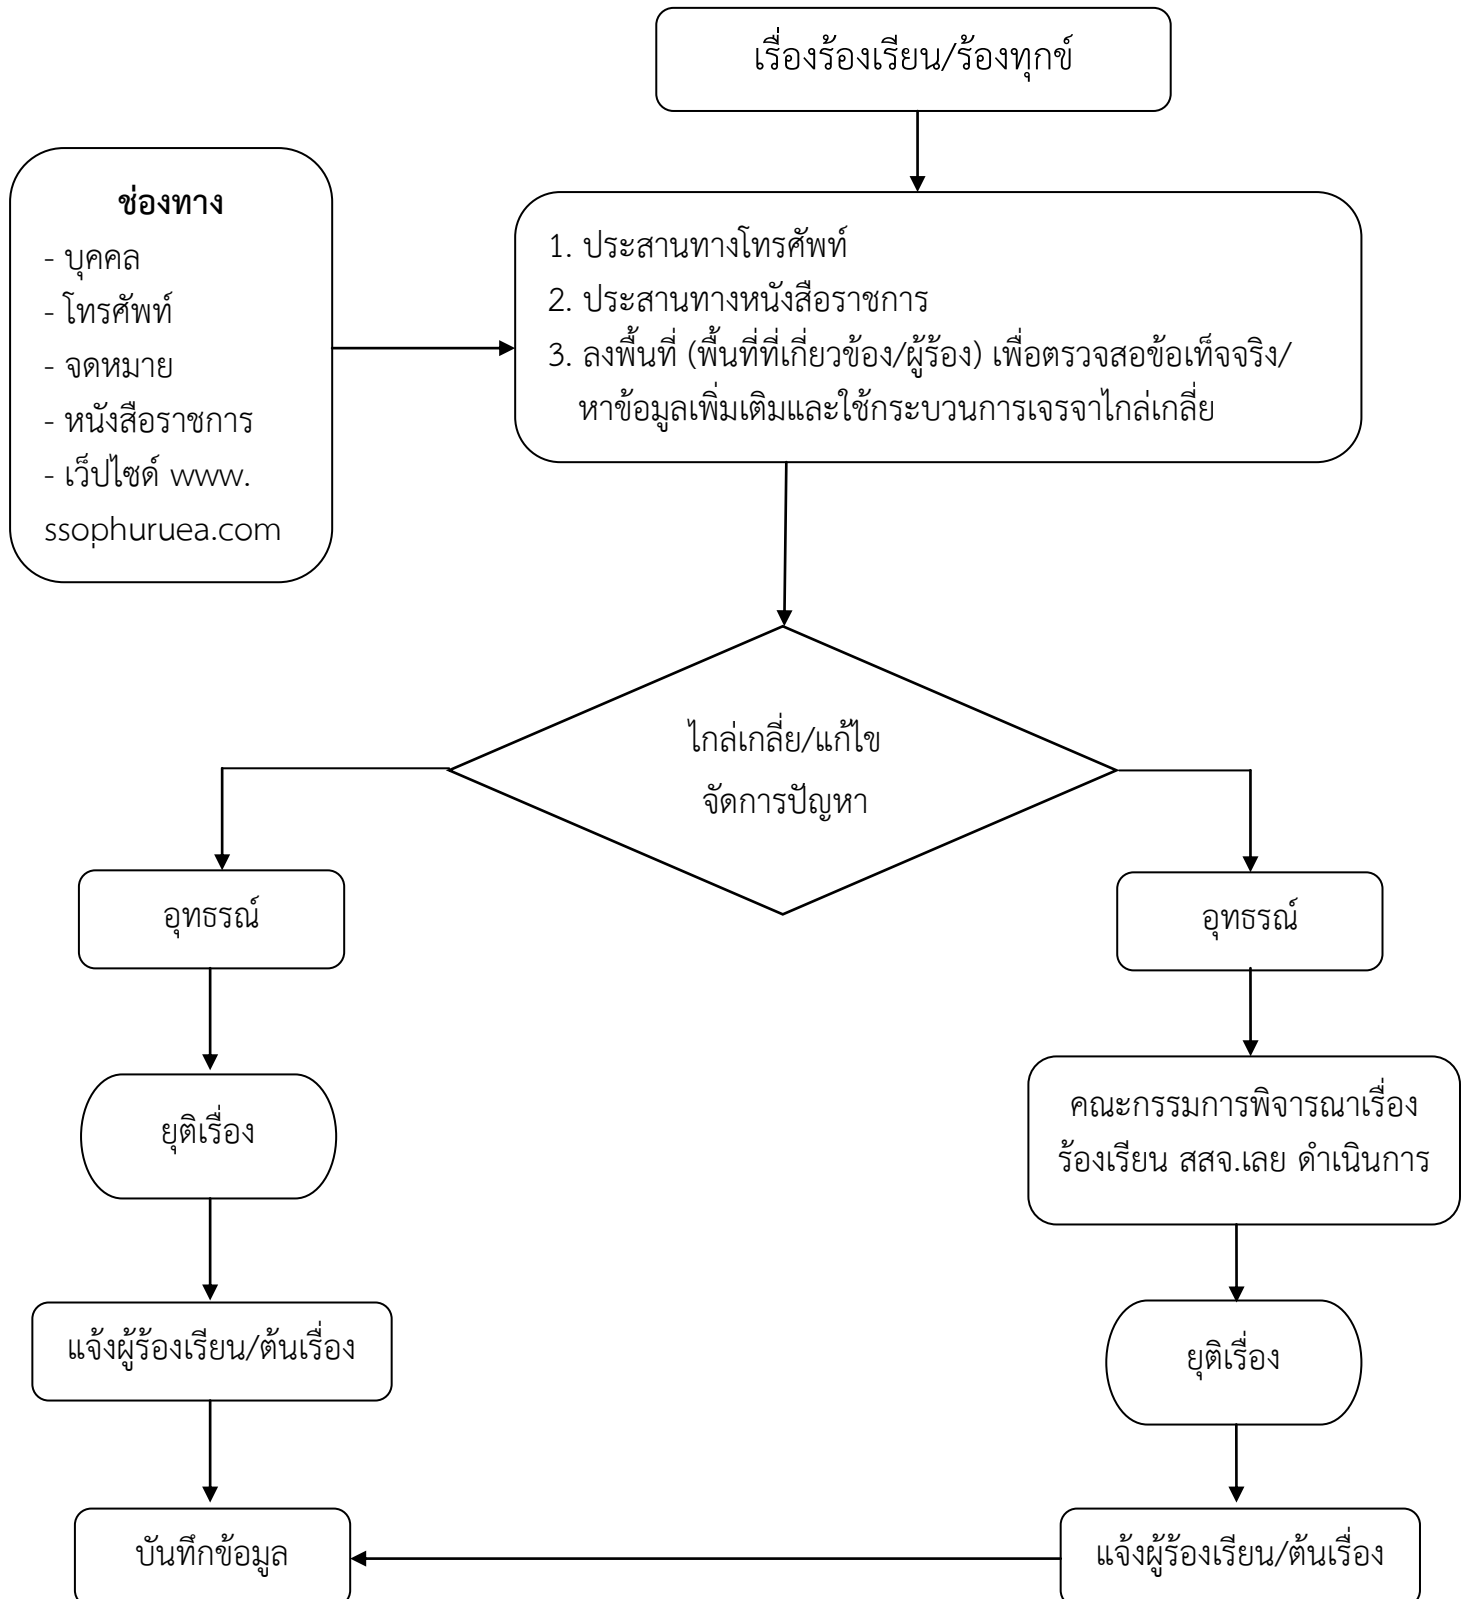 เรื่องร้องเรียน/ร้องทุกข์
ช่องทาง
- บุคคล
- โทรศัพท์
- จดหมาย
- หนังสือราชการ
- เว็ปไซด์ www.
ssophuruea.com
1. ประสานทางโทรศัพท์
2. ประสานทางหนังสือราชการ
3. ลงพื้นที่ (พื้นที่ที่เกี่ยวข้อง/ผู้ร้อง) เพื่อตรวจสอข้อเท็จจริง/
หาข้อมูลเพิ่มเติมและใช้กระบวนการเจรจาไกล่เกลี่ย
ไกล่เกลี่ย/แก้ไข
จัดการปัญหา
อุทธรณ์
ยุติเรื่อง
แจ้งผู้ร้องเรียน/ต้นเรื่อง
บันทึกข้อมูล
อุทธรณ์
คณะกรรมการพิจารณาเรื่อง
ร้องเรียน สสจ.เลย ดำเนินการ
ยุติเรื่อง
แจ้งผู้ร้องเรียน/ต้นเรื่อง